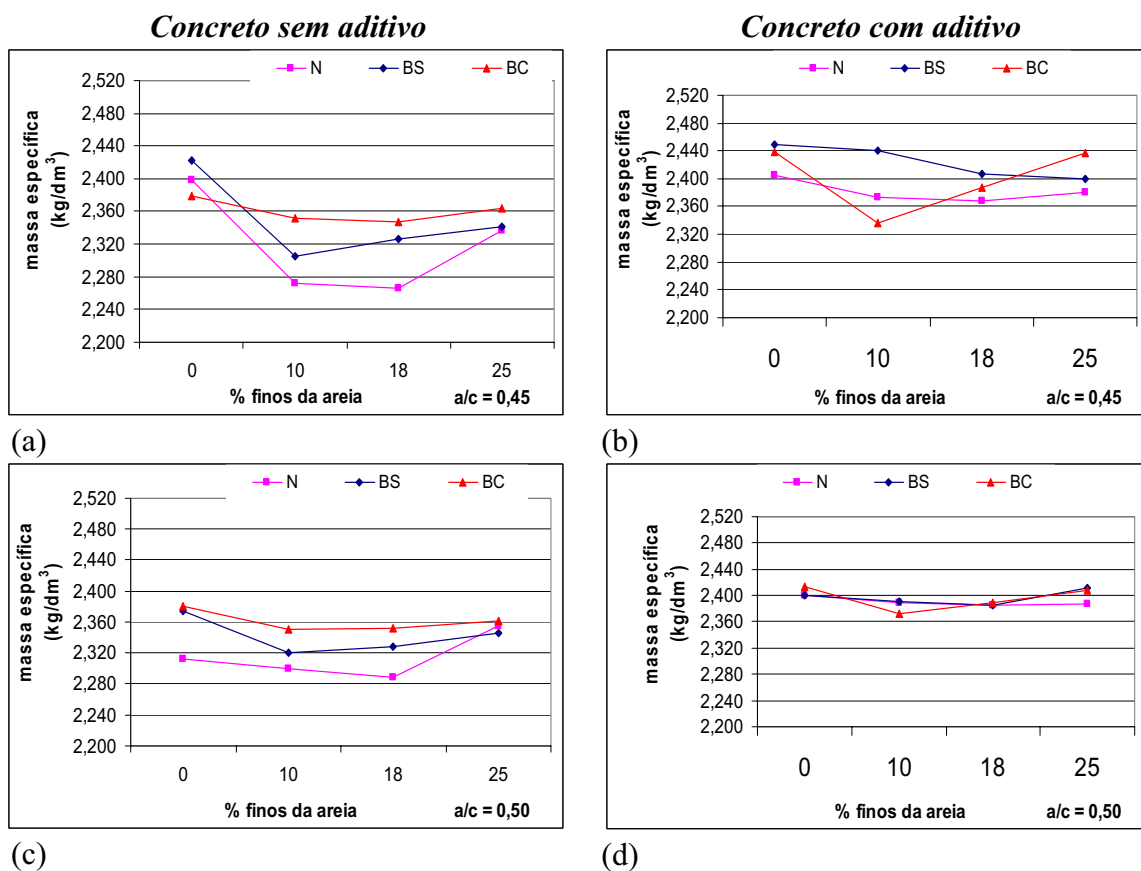 Concreto sem aditivo
N BS BC
2,520
2,480
2,440
2,400
2,360
2,320
2,280
2,240
2,200
massa específica
(kg/dm³)
0 10 18 25
% finos da areia a/c = 0,45
(a)
Concreto com aditivo
N BS BC
2,520
2,480
2,440
2,400
2,360
2,320
2,280
2,240
2,200
massa específica
(kg/dm³)
0 10 18 25
% finos da areia a/c = 0,45
(b)
N BS BC
2,520
2,480
2,440
2,400
2,360
2,320
2,280
2,240
2,200
massa específica
(kg/dm³)
0 10 18 25
% finos da areia a/c = 0,50
(c)
N BS BC
2,520
2,480
2,440
2,400
2,360
2,320
2,280
2,240
2,200
massa específica
(kg/dm³)
0 10 18 25
% finos da areia a/c = 0,50
(d)